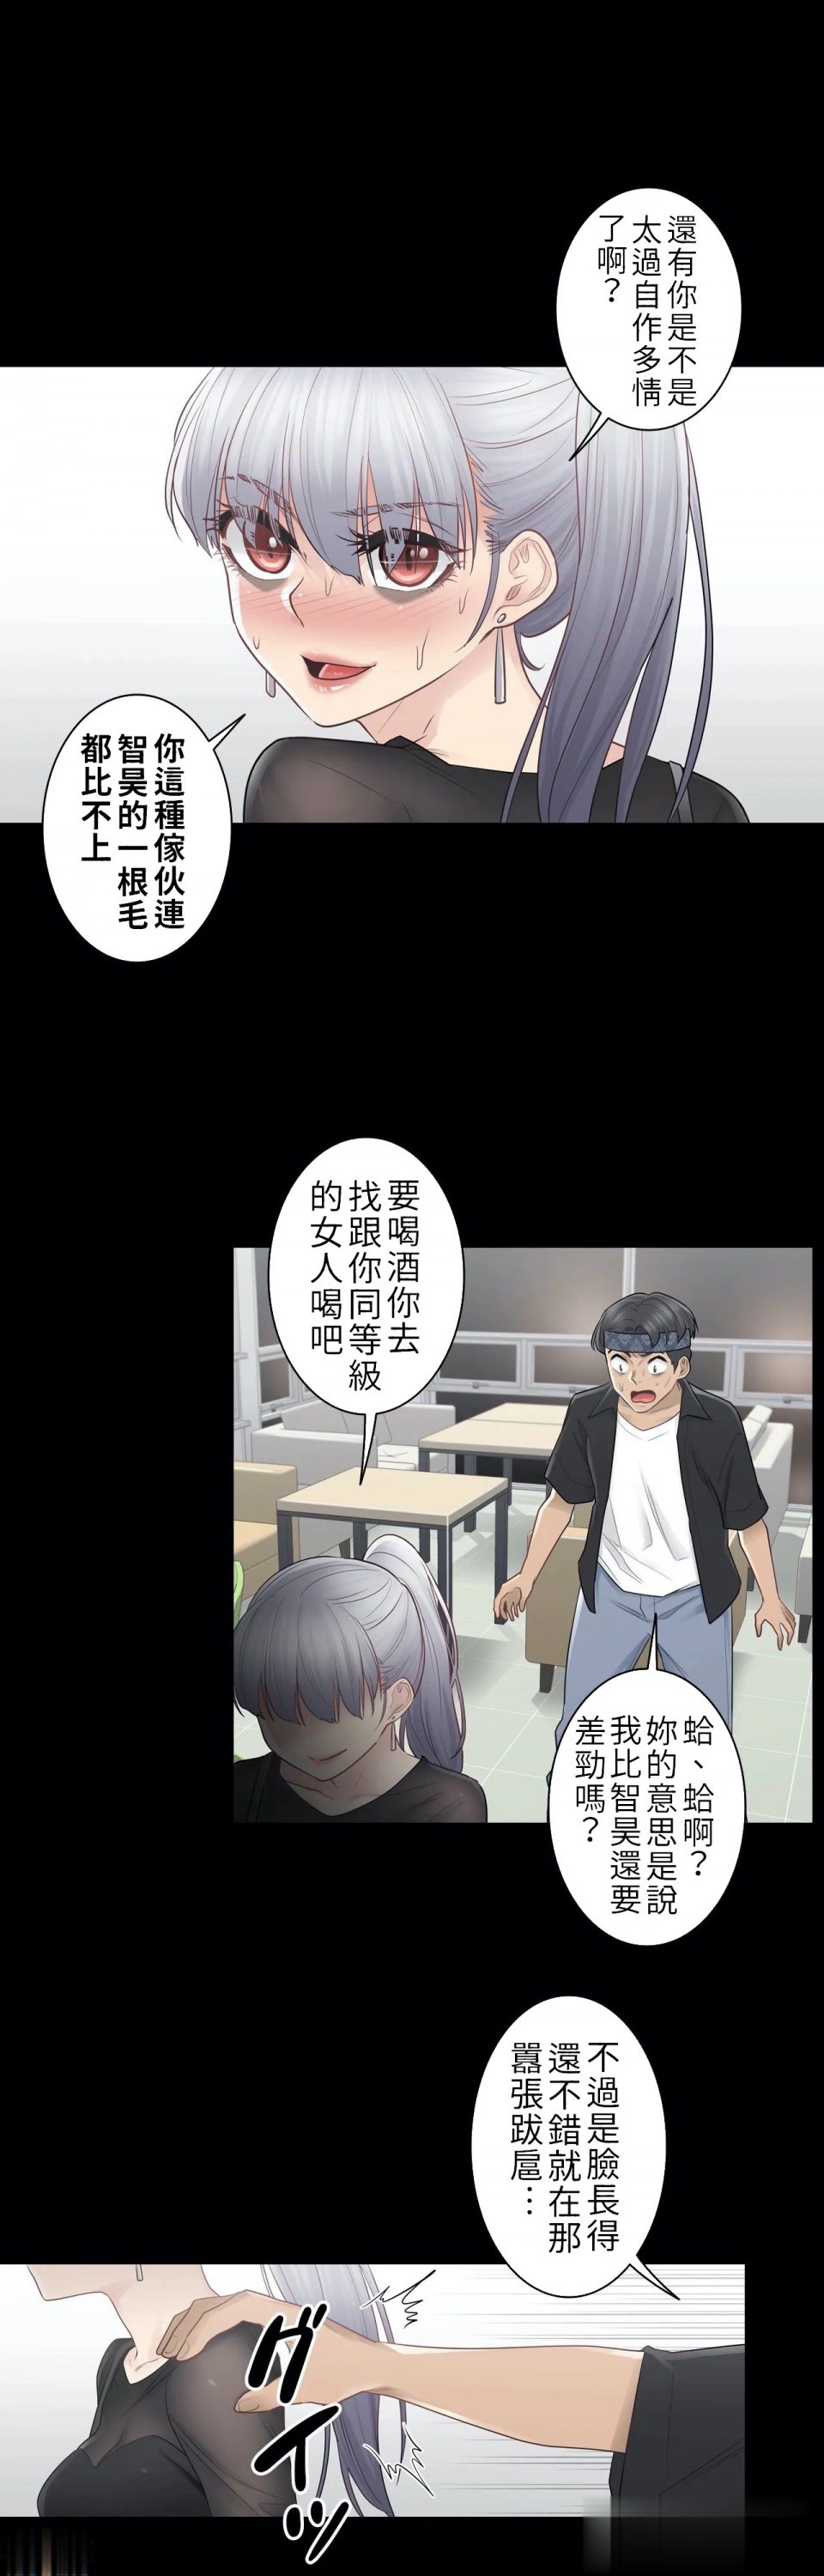 還有你是不是
太過自作多情
了啊？
你這種傢伙連
智昊的一根毛
都比不上
要喝酒你去
找跟你同等級
的女人喝吧
蛤、蛤啊？
妳的意思是說
我比智昊還要
差勁嗎？
不過是臉長得
還不錯就在那
囂張跋扈…
グイッ